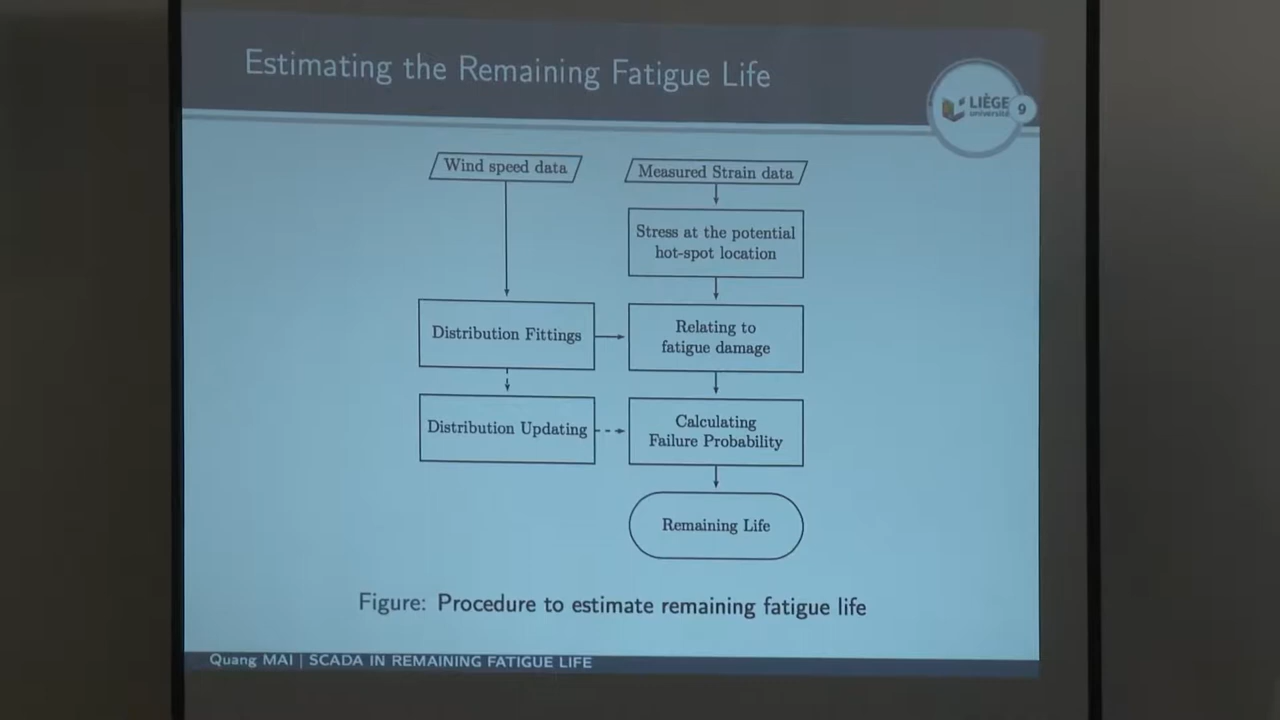 Estimating the Remaining Fatigue Life
LIÈGE
université
9
Wind speed data
Measured Strain data
Stress at the potential
hot-spot location
Distribution Fittings
Relating to
fatigue damage
Distribution Updating
Calculating
Failure Probability
Remaining Life
Figure: Procedure to estimate remaining fatigue life
Quang MAI | SCADA IN REMAINING FATIGUE LIFE